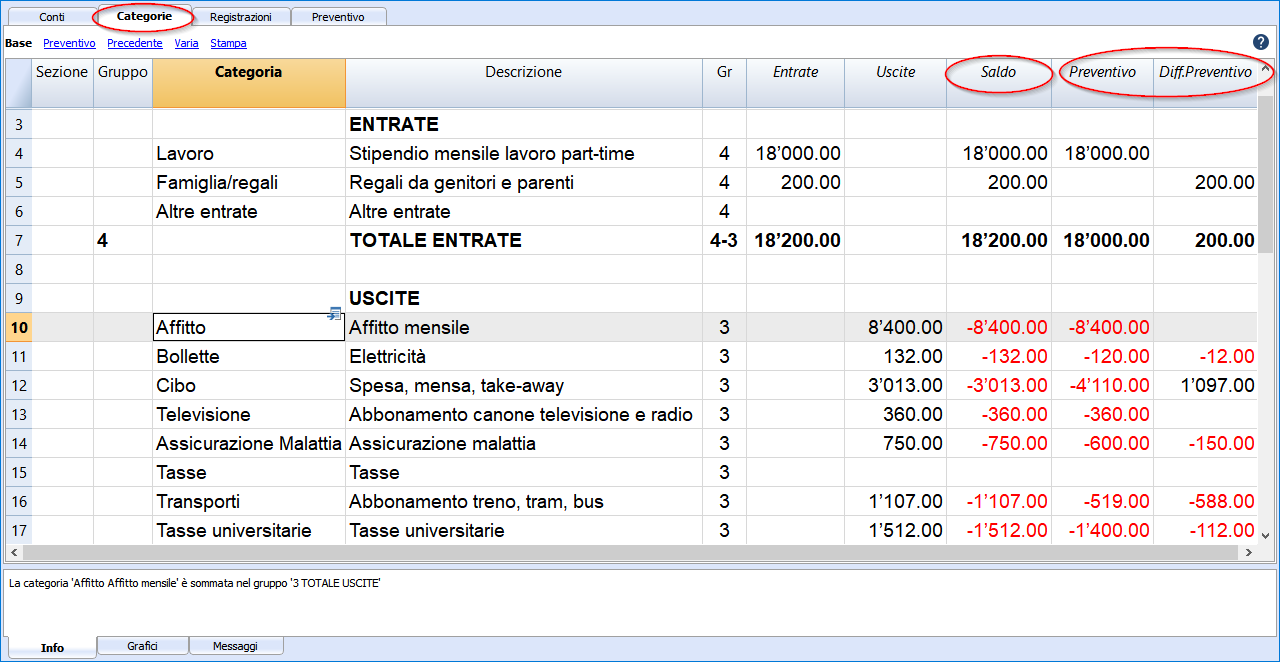 Conti Categorie Registrazioni Preventivo
Base Preventivo Precedente Varia Stampa ?
Sezione Gruppo Categoria Descrizione Gr Entrate Uscite Saldo Preventivo Diff.Preventivo
3 ENTRATE
4 Lavoro Stipendio mensile lavoro part-time 4 18’000.00 18’000.00 18’000.00
5 Famiglia/regali Regali da genitori e parenti 4 200.00 200.00 200.00
6 Altre entrate Altre entrate 4
7 4 TOTALE ENTRATE 4-3 18’200.00 18’200.00 18’000.00 200.00
8
9 USCITE
10 Affitto Affitto mensile 3 8’400.00 -8’400.00 -8’400.00
11 Bollette Elettricità 3 132.00 -132.00 -120.00 -12.00
12 Cibo Spesa, mensa, take-away 3 3’013.00 -3’013.00 -4’110.00 1’097.00
13 Televisione Abbonamento canone televisione e radio 3 360.00 -360.00 -360.00
14 Assicurazione Malattia Assicurazione malattia 3 750.00 -750.00 -600.00 -150.00
15 Tasse Tasse 3
16 Transporti Abbonamento treno, tram, bus 3 1’107.00 -1’107.00 -519.00 -588.00
17 Tasse universitarie Tasse universitarie 3 1’512.00 -1’512.00 -1’400.00 -112.00
La categoria 'Affitto Affitto mensile' è sommata nel gruppo '3 TOTALE USCITE'
Info Grafici Messaggi